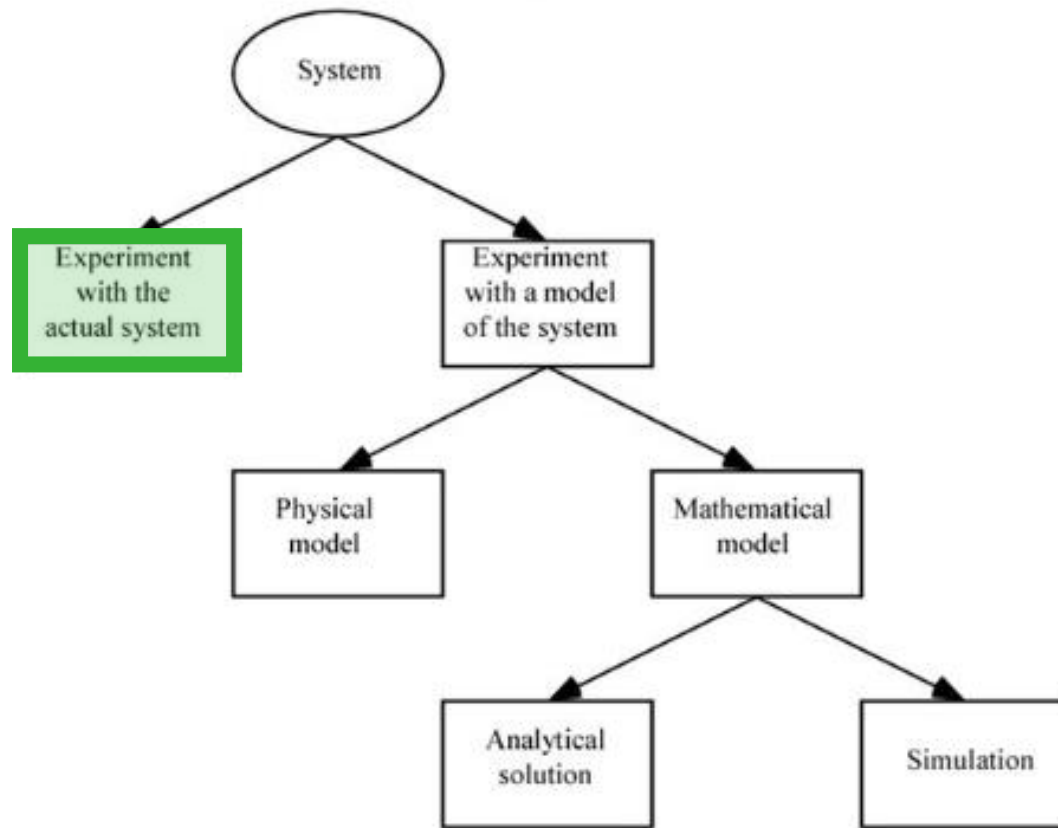 System
Experiment
with the
actual system
Experiment
with a model
of the system
Physical
model
Mathematical
model
Analytical
solution
Simulation